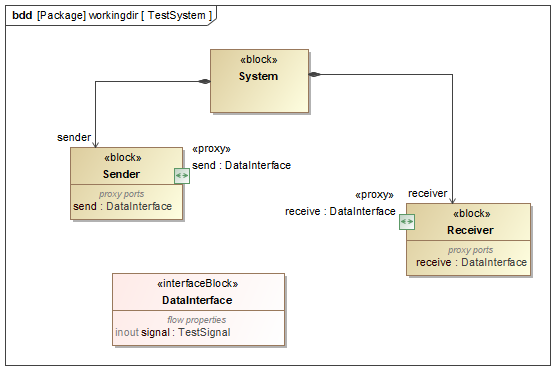 bdd [Package] workingdir [ TestSystem ]
«block»
System
sender
«block»
Sender
proxy ports
send : DataInterface
«proxy»
send : DataInterface
«proxy»
receive : DataInterface
receiver
«block»
Receiver
proxy ports
receive : DataInterface
«interfaceBlock»
DataInterface
flow properties
inout signal : TestSignal